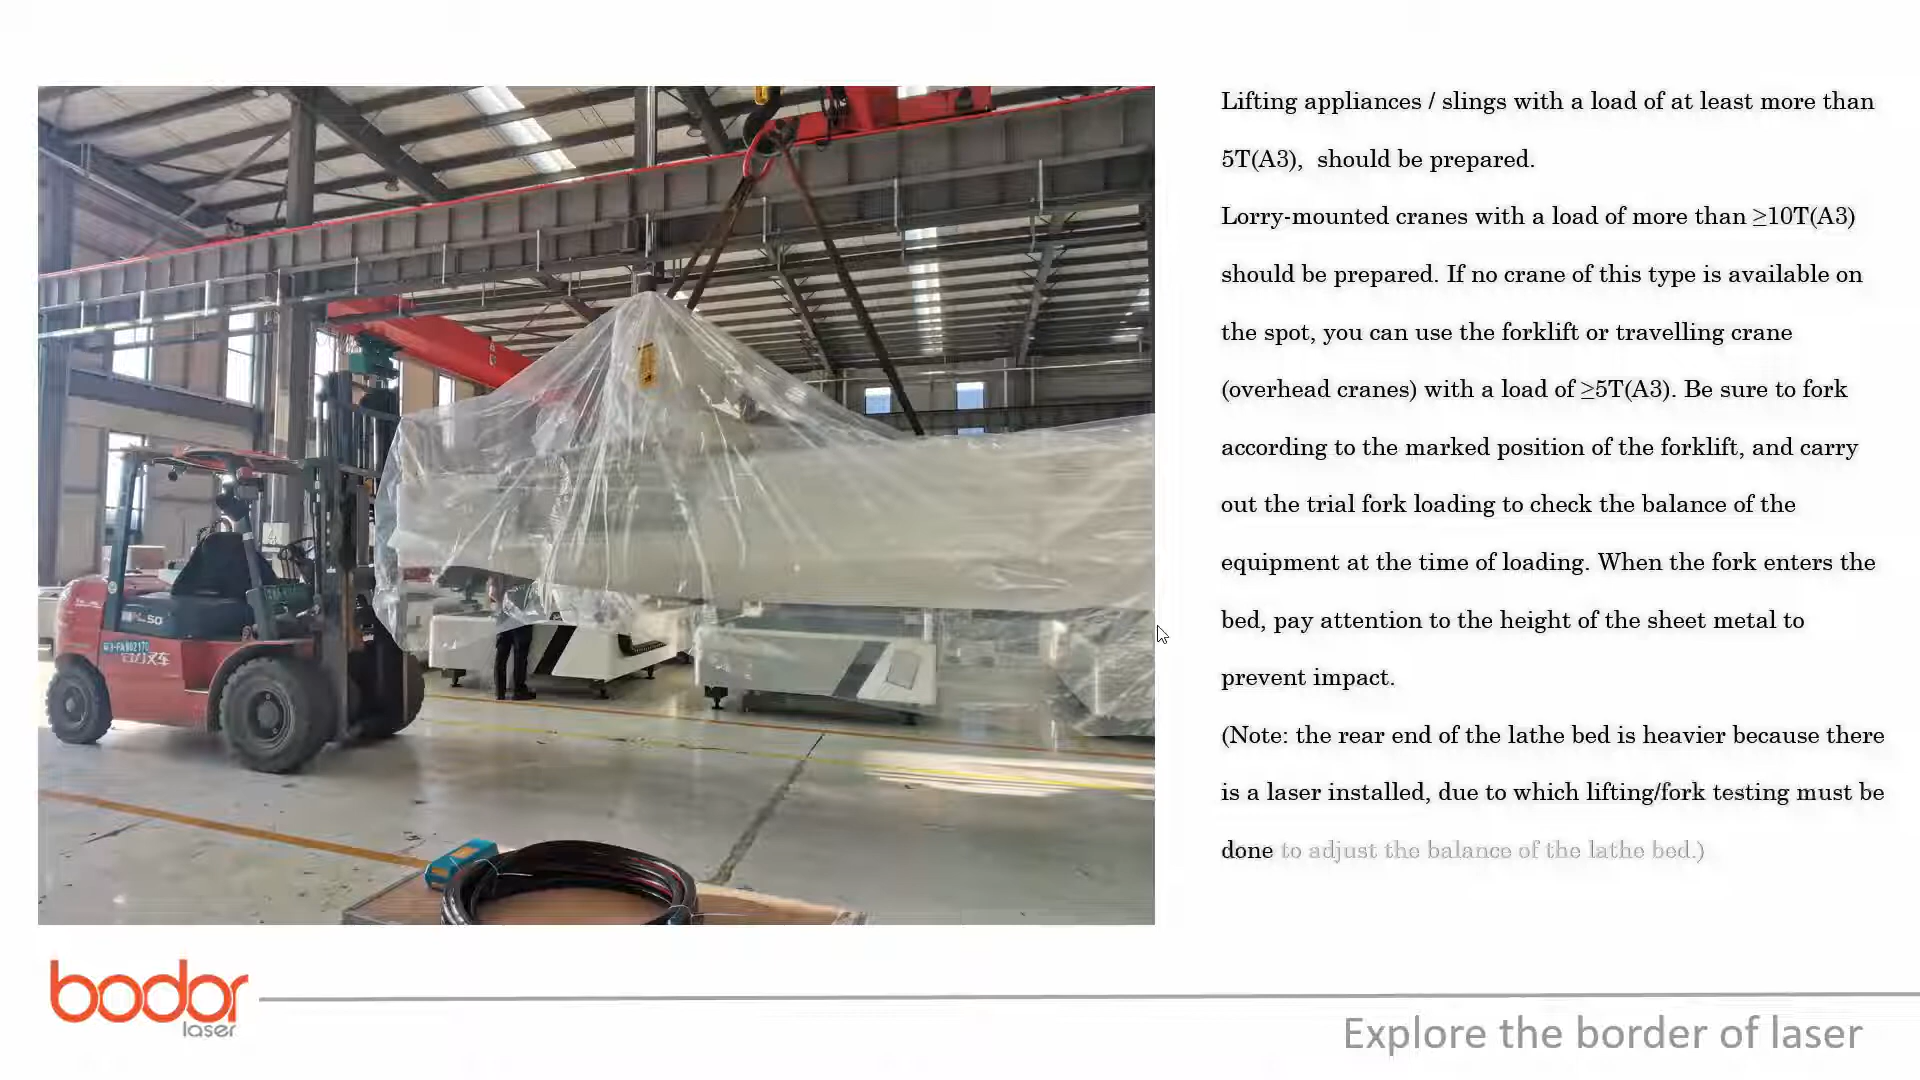 Lifting appliances / slings with a load of at least more than
5T(A3), should be prepared.
Lorry-mounted cranes with a load of more than ≥10T(A3)
should be prepared. If no crane of this type is available on
the spot, you can use the forklift or travelling crane
(overhead cranes) with a load of ≥5T(A3). Be sure to fork
according to the marked position of the forklift, and carry
out the trial fork loading to check the balance of the
equipment at the time of loading. When the fork enters the
bed, pay attention to the height of the sheet metal to
prevent impact.
(Note: the rear end of the lathe bed is heavier because there
is a laser installed, due to which lifting/fork testing must be
done to adjust the balance of the lathe bed.)
bodor
laser
Explore the border of laser